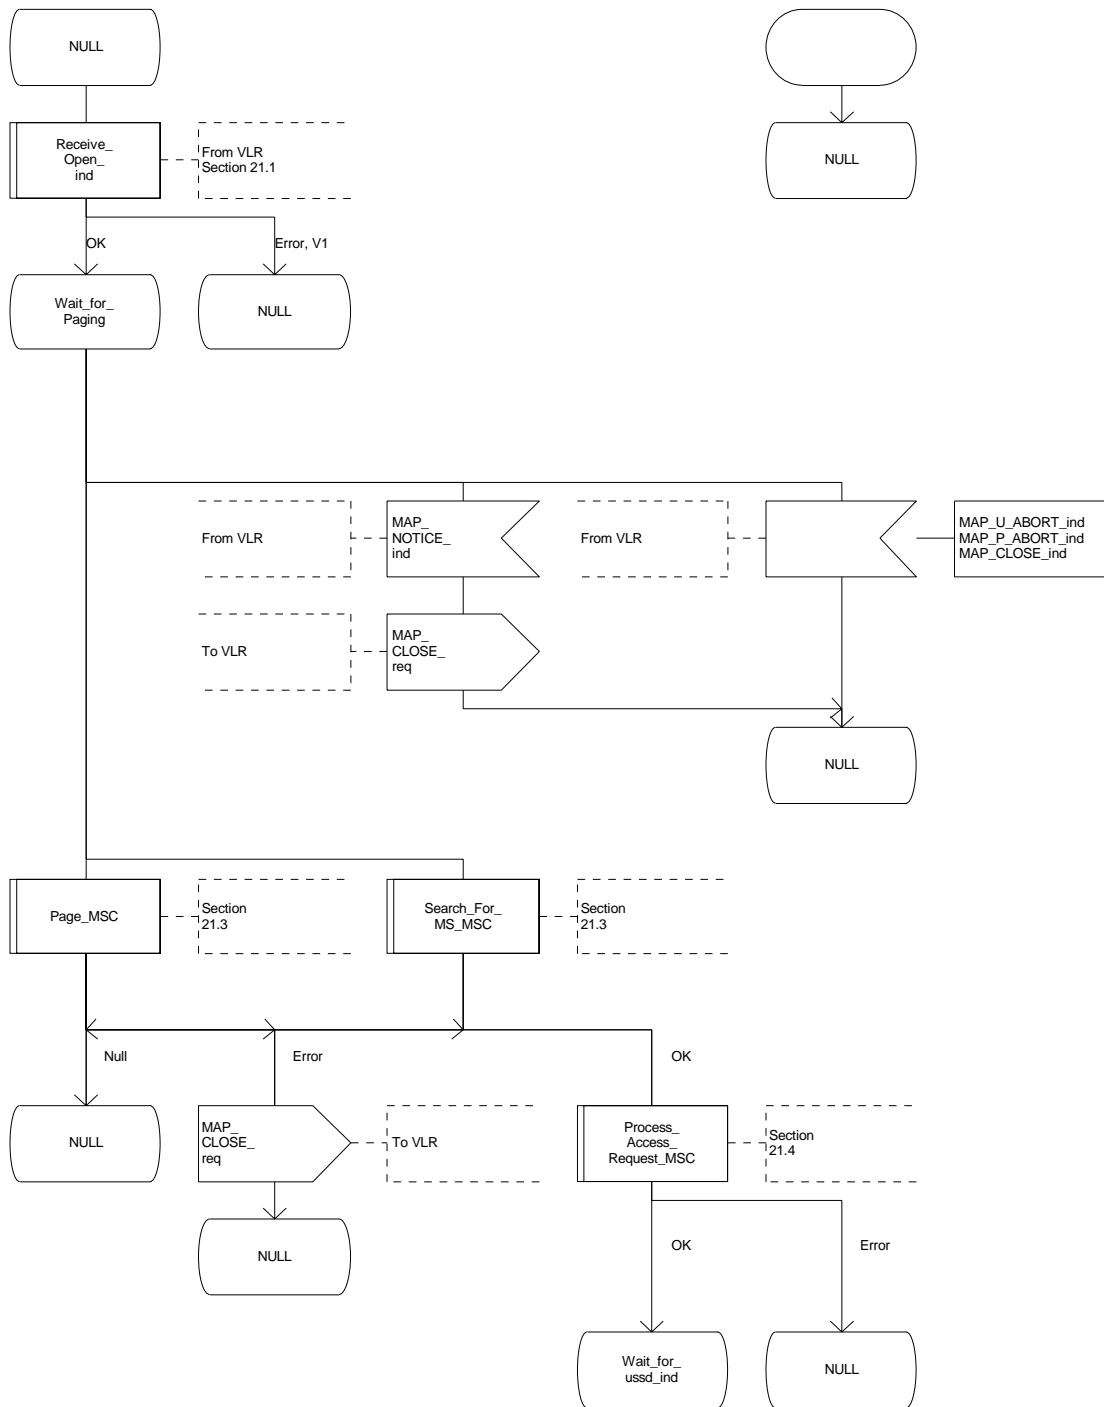 NULL
Receive_
Open_
ind
From VLR
Section 21.1
NULL
OK
Error, V1
Wait_for_
Paging
NULL
From VLR
MAP_
NOTICE_
ind
From VLR
MAP_U_ABORT_ind
MAP_P_ABORT_ind
MAP_CLOSE_ind
To VLR
MAP_
CLOSE_
req
NULL
Page_MSC
Section
21.3
Search_For_
MS_MSC
Section
21.3
Null
Error
OK
NULL
MAP_
CLOSE_
req
To VLR
Process_
Access_
Request_MSC
Section
21.4
NULL
OK
Error
Wait_for_
ussd_ind
NULL